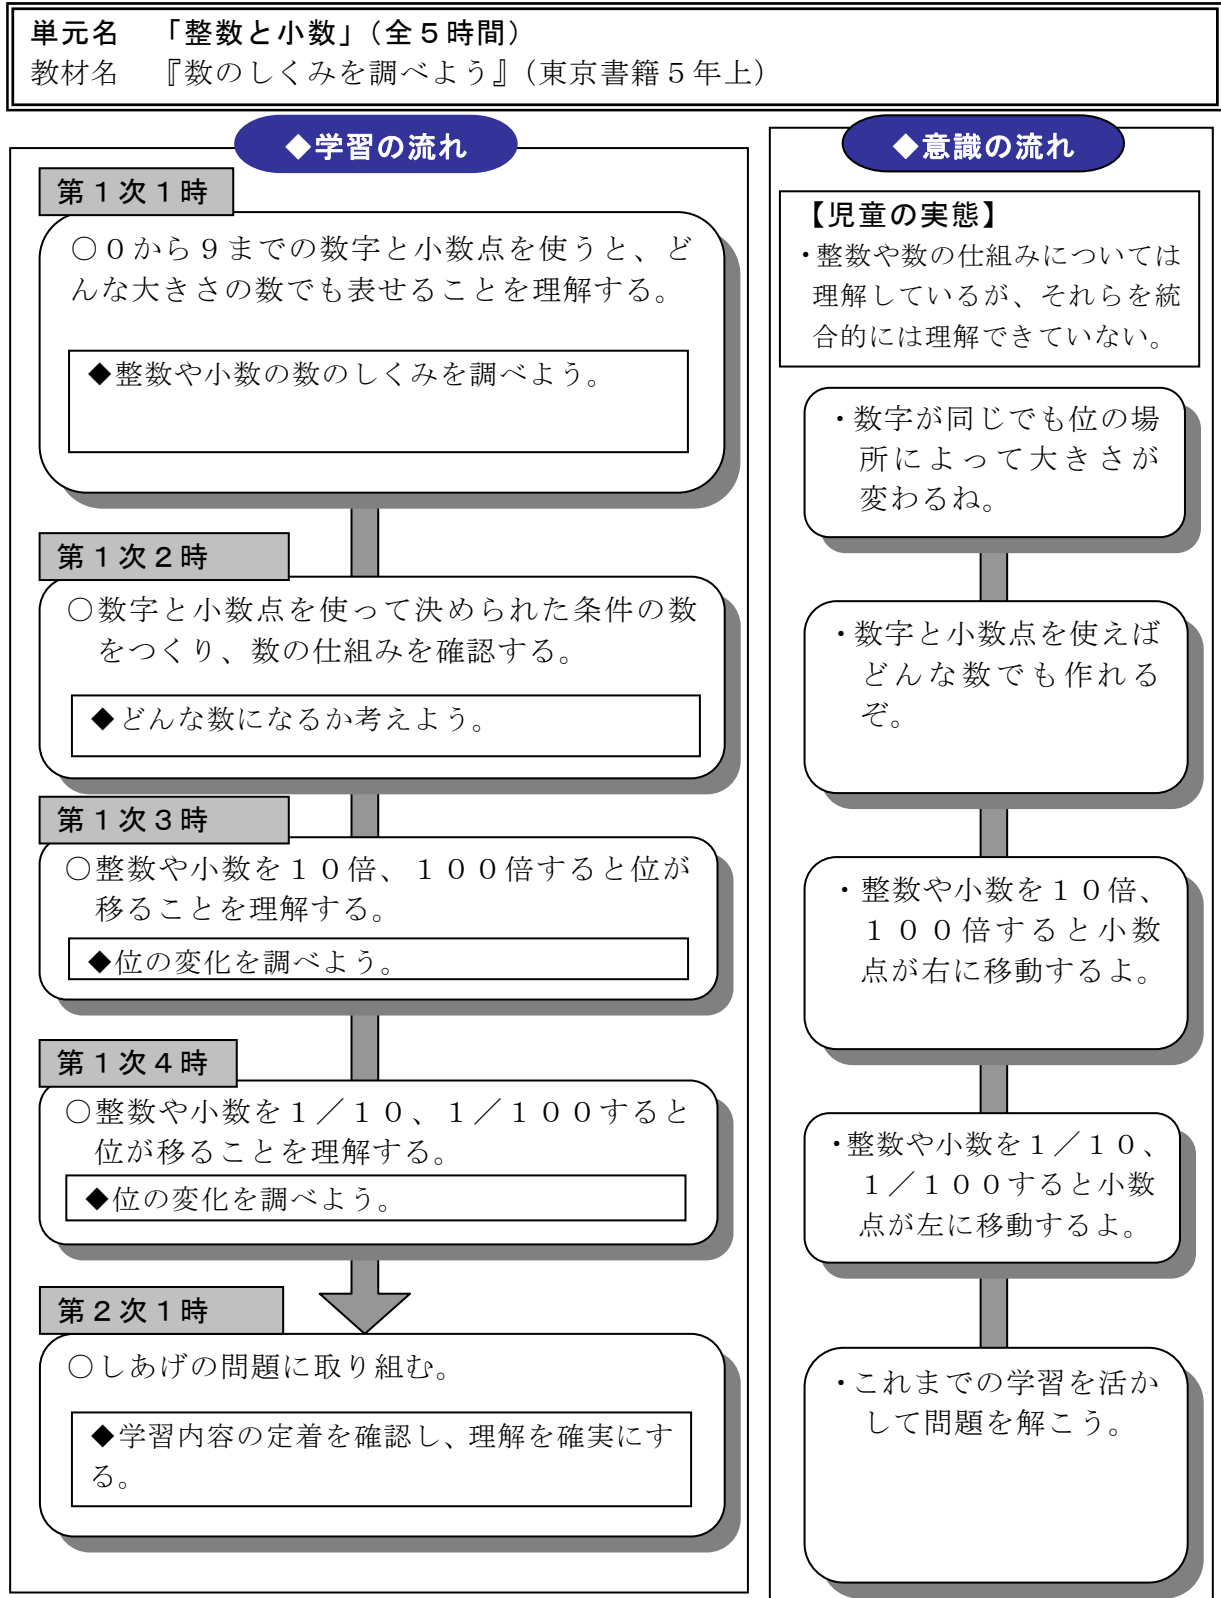 単元名　「整数と小数」（全５時間）
教材名　『数のしくみを調べよう』（東京書籍５年上）
◆学習の流れ
第１次１時
○０から９までの数字と小数点を使うと、ど
んな大きさの数でも表せることを理解する。
◆整数や小数の数のしくみを調べよう。
第１次２時
○数字と小数点を使って決められた条件の数
をつくり、数の仕組みを確認する。
◆どんな数になるか考えよう。
第１次３時
○整数や小数を１０倍、１００倍すると位が
移ることを理解する。
◆位の変化を調べよう。
第１次４時
○整数や小数を１／１０、１／１００すると
位が移ることを理解する。
◆位の変化を調べよう。
第２次１時
○しあげの問題に取り組む。
◆学習内容の定着を確認し、理解を確実にす
る。
◆意識の流れ
【児童の実態】
・整数や数の仕組みについては
理解しているが、それらを統
合的には理解できていない。
・数字が同じでも位の場
所によって大きさが
変わるね。
・数字と小数点を使えば
どんな数でも作れる
ぞ。
・整数や小数を１０倍、
１００倍すると小数
点が右に移動するよ。
・整数や小数を１／１０、
１／１００すると小数
点が左に移動するよ。
・これまでの学習を活か
して問題を解こう。